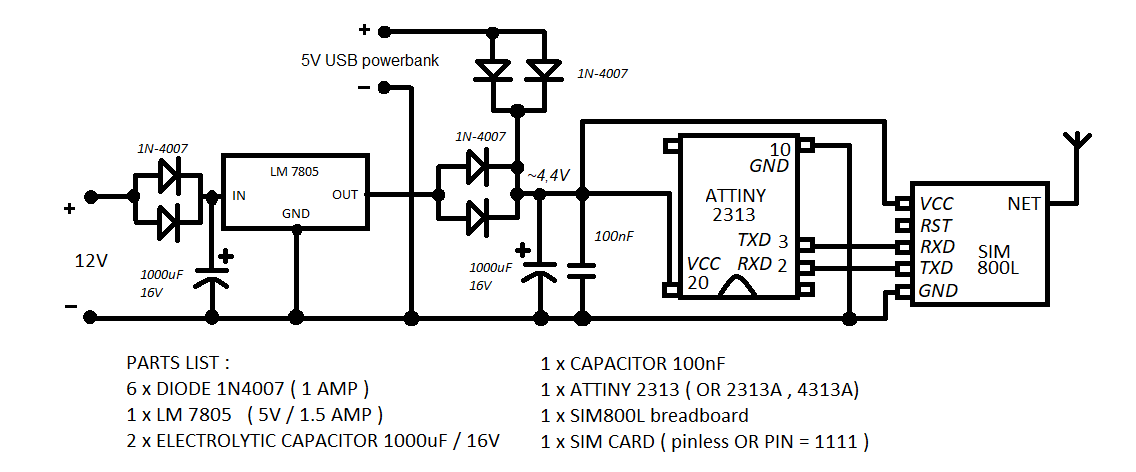 +
5V USB powerbank
−
1N-4007
1N-4007
1N-4007
LM 7805
IN
OUT
GND
+
12V
−
+
1000uF
16V
~4,4V
+
1000uF
16V
100nF
10
GND
ATTINY
2313
TXD 3
RXD 2
VCC
20
VCC
RST
RXD
TXD
GND
NET
SIM
800L
PARTS LIST :
6 x DIODE 1N4007 ( 1 AMP )
1 x LM 7805 ( 5V / 1.5 AMP )
2 x ELECTROLYTIC CAPACITOR 1000uF / 16V
1 x CAPACITOR 100nF
1 x ATTINY 2313 ( OR 2313A , 4313A)
1 x SIM800L breadboard
1 x SIM CARD ( pinless OR PIN = 1111 )